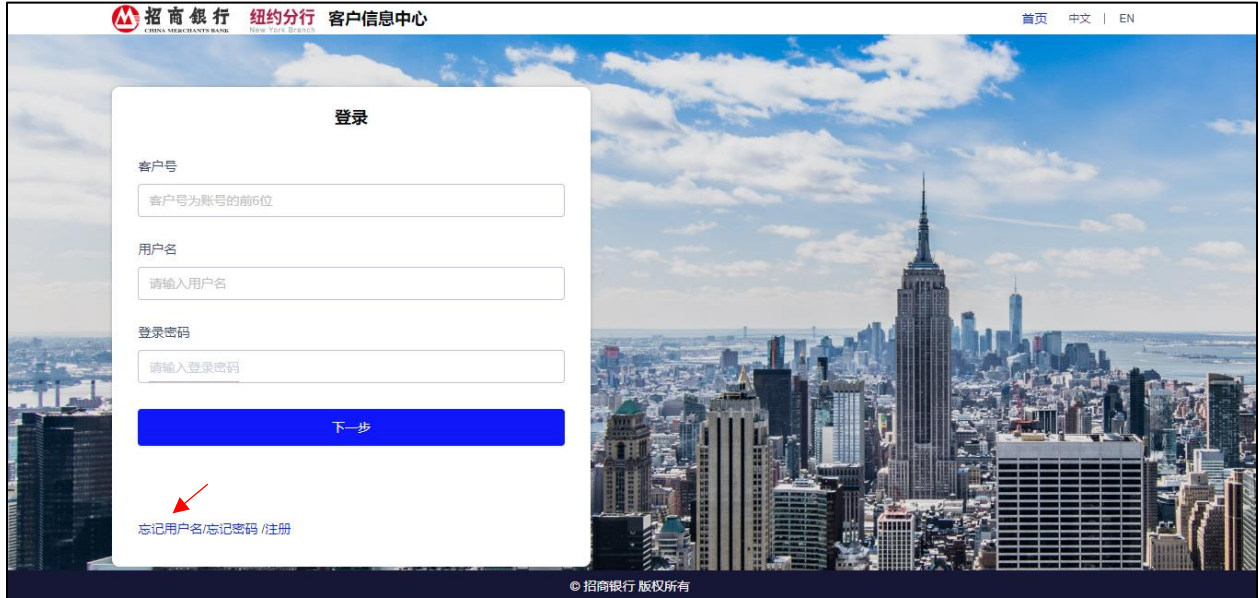 招商银行 纽约分行 客户信息中心 首页 中文 | EN
CHINA MERCHANTS BANK New York Branch
登录
客户号
客户号为账号的前6位
用户名
请输入用户名
登录密码
请输入登录密码
下一步
忘记用户名/忘记密码 /注册
© 招商银行 版权所有